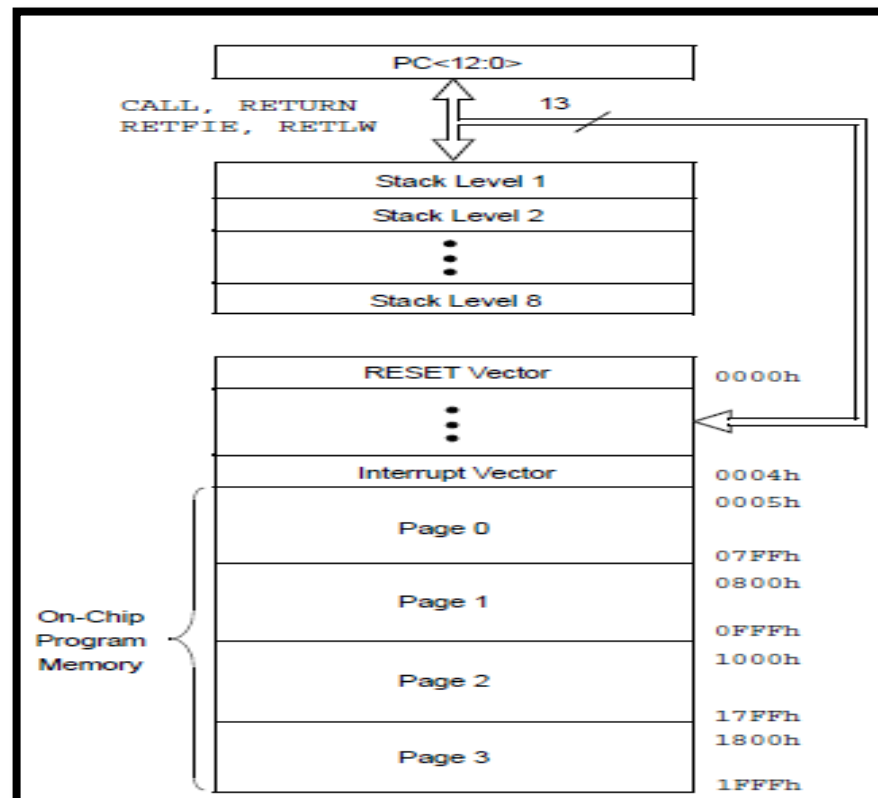 PC<12:0>
CALL, RETURN
RETFIE, RETLW
13
Stack Level 1
Stack Level 2
Stack Level 8
RESET Vector
0000h
Interrupt Vector
0004h
0005h
Page 0
07FFh
0800h
Page 1
0FFFh
On-Chip
Program
Memory
1000h
Page 2
17FFh
1800h
Page 3
1FFFh